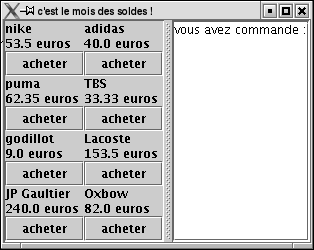 c'est le mois des soldes !
nike adidas
53.5 euros 40.0 euros
acheter acheter
puma TBS
62.35 euros 33.33 euros
acheter acheter
godillot Lacoste
9.0 euros 153.5 euros
acheter acheter
JP Gaultier Oxbow
240.0 euros 82.0 euros
acheter acheter
vous avez commande :